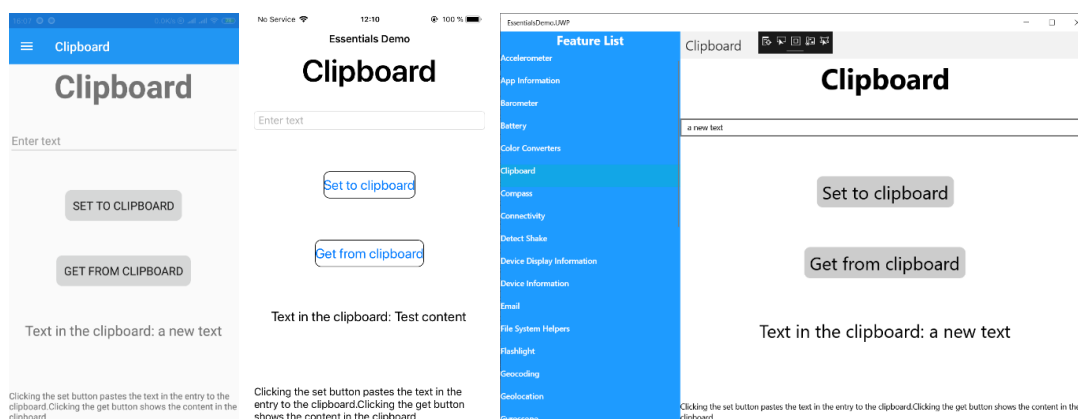 16:07
Clipboard
Clipboard
Enter text
SET TO CLIPBOARD
GET FROM CLIPBOARD
Text in the clipboard: a new text
Clicking the set button pastes the text in the entry to the
clipboard.Clicking the get button shows the content in the
clipboard
No Service 12:10 100 %
Essentials Demo
Clipboard
Enter text
Set to clipboard
Get from clipboard
Text in the clipboard: Test content
Clicking the set button pastes the text in the
entry to the clipboard.Clicking the get button
shows the content in the clipboard
EssentialsDemo.UWP
Feature List
Accelerometer
App Information
Barometer
Battery
Color Converters
Clipboard
Compass
Connectivity
Detect Shake
Device Display Information
Device Information
Email
File System Helpers
Flashlight
Geocoding
Geolocation
Gyroscope
Clipboard
Clipboard
a new text
Set to clipboard
Get from clipboard
Text in the clipboard: a new text
Clicking the set button pastes the text in the entry to the clipboard.Clicking the get button shows the content in the
clipboard